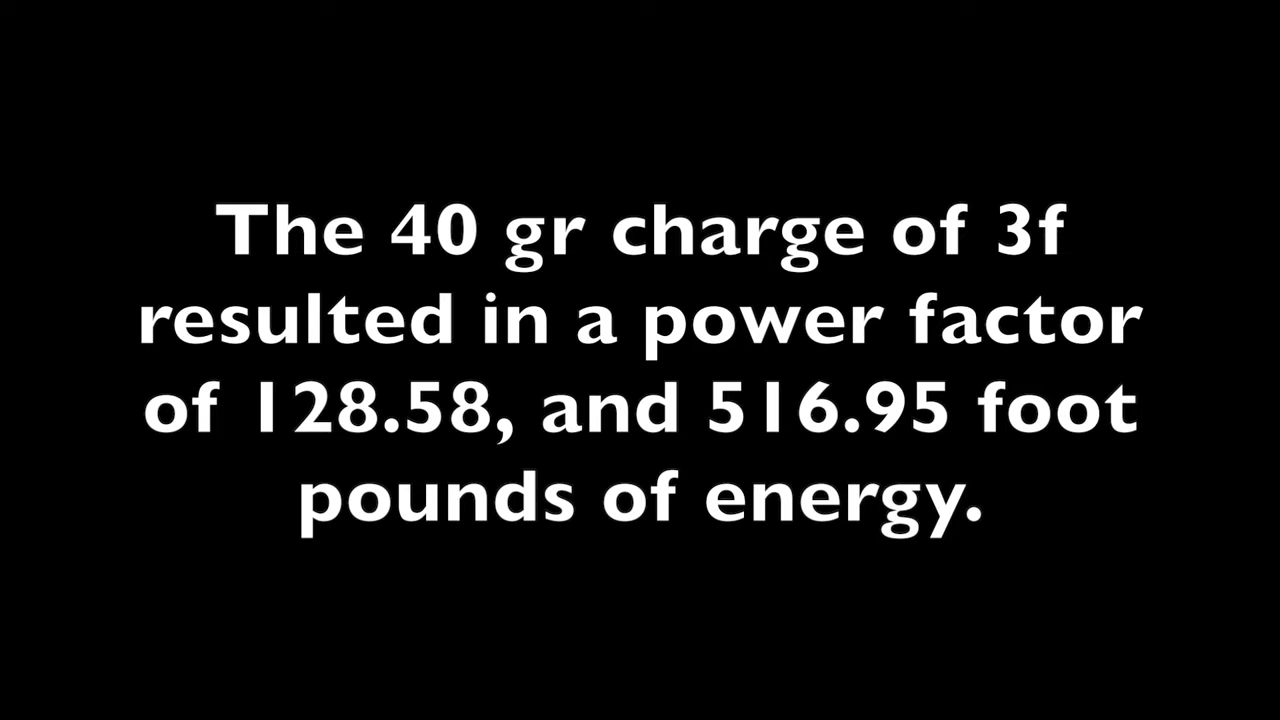 The 40 gr charge of 3f
resulted in a power factor
of 128.58, and 516.95 foot
pounds of energy.